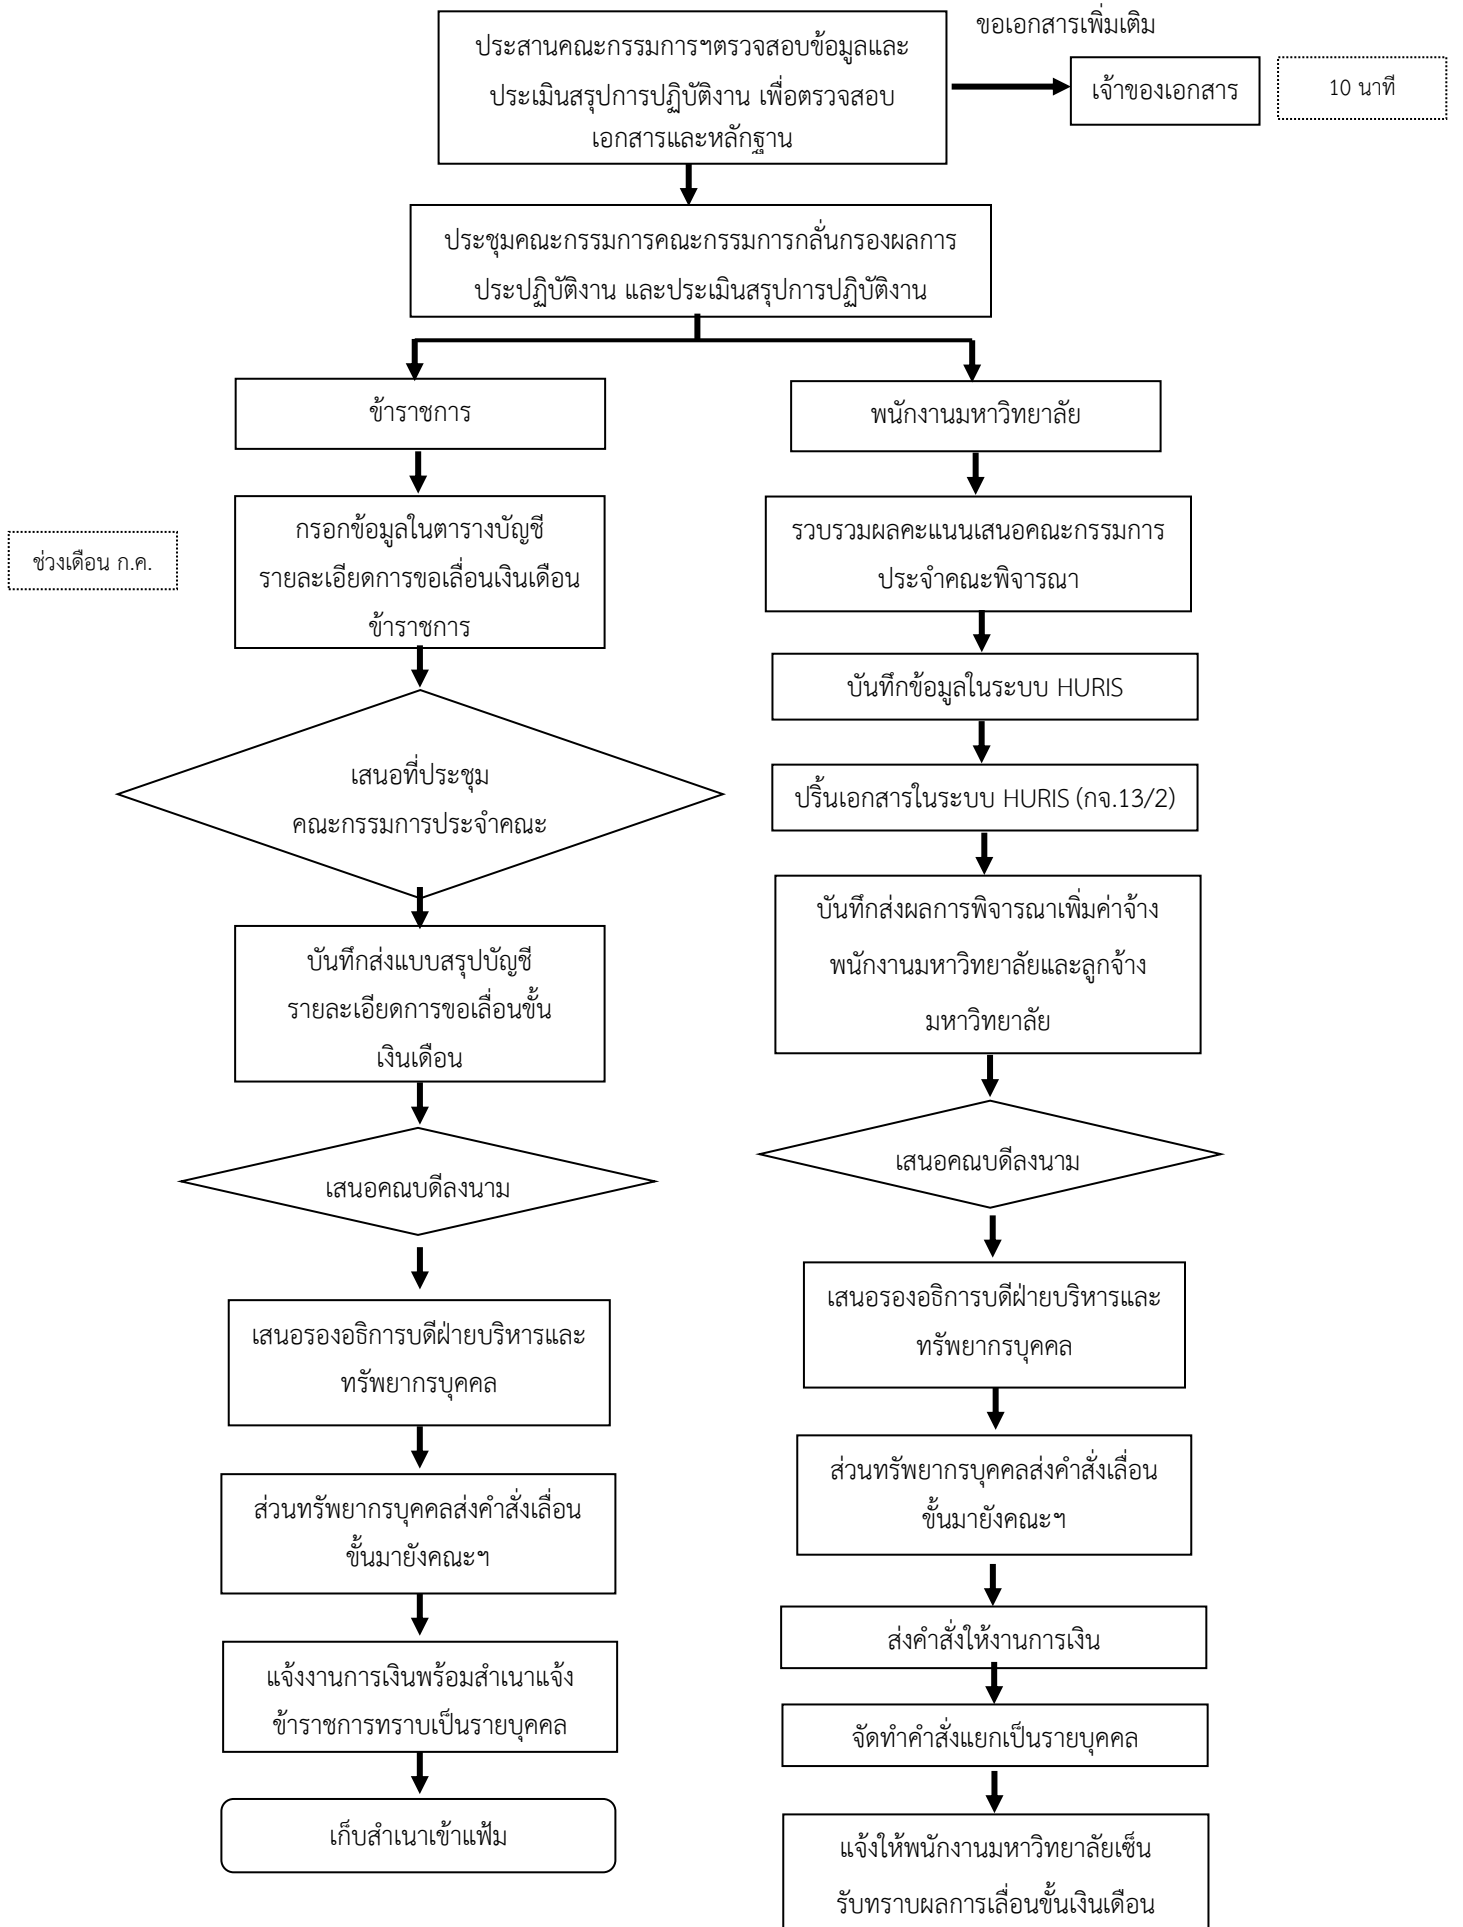 ขอเอกสารเพิ่มเติม
ประสานคณะกรรมการฯตรวจสอบข้อมูลและ
ประเมินสรุปการปฏิบัติงาน เพื่อตรวจสอบ
เอกสารและหลักฐาน
เจ้าของเอกสาร
10 นาที
ประชุมคณะกรรมการคณะกรรมการกลั่นกรองผลการ
ประปฏิบัติงาน และประเมินสรุปการปฏิบัติงาน
ข้าราชการ
กรอกข้อมูลในตารางบัญชี
รายละเอียดการขอเลื่อนเงินเดือน
ข้าราชการ
ช่วงเดือน ก.ค.
เสนอที่ประชุม
คณะกรรมการประจำคณะ
บันทึกส่งแบบสรุปบัญชี
รายละเอียดการขอเลื่อนขั้น
เงินเดือน
เสนอคณบดีลงนาม
เสนอรองอธิการบดีฝ่ายบริหารและ
ทรัพยากรบุคคล
ส่วนทรัพยากรบุคคลส่งคำสั่งเลื่อน
ขั้นมายังคณะฯ
แจ้งงานการเงินพร้อมสำเนาแจ้ง
ข้าราชการทราบเป็นรายบุคคล
เก็บสำเนาเข้าแฟ้ม
พนักงานมหาวิทยาลัย
รวบรวมผลคะแนนเสนอคณะกรรมการ
ประจำคณะพิจารณา
บันทึกข้อมูลในระบบ HURIS
ปริ้นเอกสารในระบบ HURIS (กจ.13/2)
บันทึกส่งผลการพิจารณาเพิ่มค่าจ้าง
พนักงานมหาวิทยาลัยและลูกจ้าง
มหาวิทยาลัย
เสนอคณบดีลงนาม
เสนอรองอธิการบดีฝ่ายบริหารและ
ทรัพยากรบุคคล
ส่วนทรัพยากรบุคคลส่งคำสั่งเลื่อน
ขั้นมายังคณะฯ
ส่งคำสั่งให้งานการเงิน
จัดทำคำสั่งแยกเป็นรายบุคคล
แจ้งให้พนักงานมหาวิทยาลัยเซ็น
รับทราบผลการเลื่อนขั้นเงินเดือน